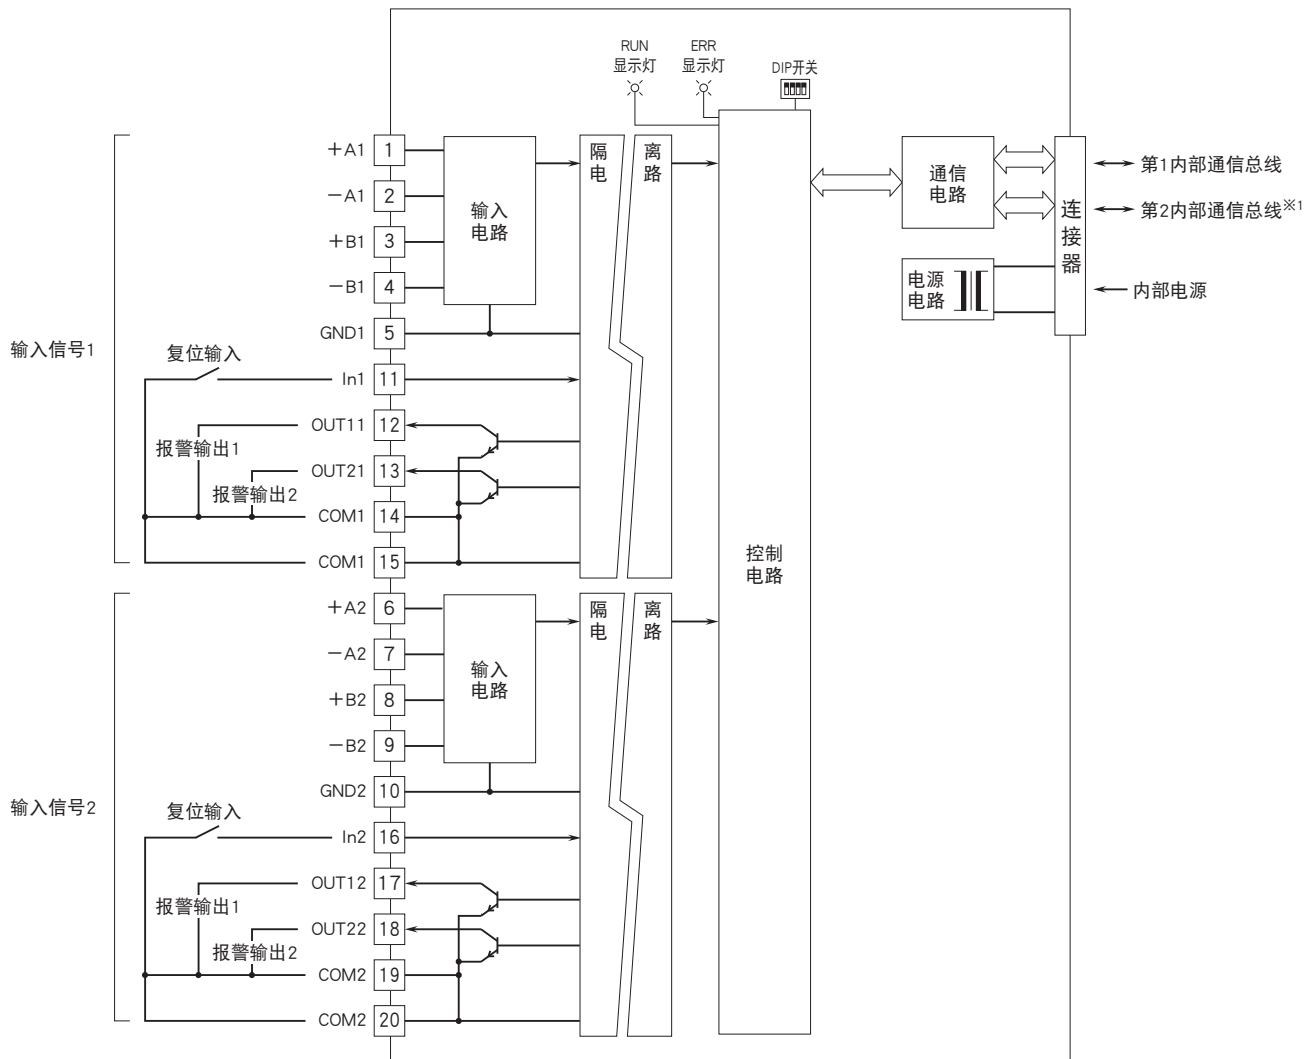 RUN
显示灯
ERR
显示灯
DIP开关
输入信号1
+A1 1
−A1 2
+B1 3
−B1 4
GND1 5
复位输入
In1 11
OUT11 12
报警输出1
OUT21 13
报警输出2
COM1 14
COM1 15
输入
电路
隔 离
电 路
控制
电路
通信
电路
电源
电路
连
接
器
第1内部通信总线
第2内部通信总线※1
内部电源
输入信号2
+A2 6
−A2 7
+B2 8
−B2 9
GND2 10
复位输入
In2 16
OUT12 17
报警输出1
OUT22 18
报警输出2
COM2 19
COM2 20
输入
电路
隔 离
电 路